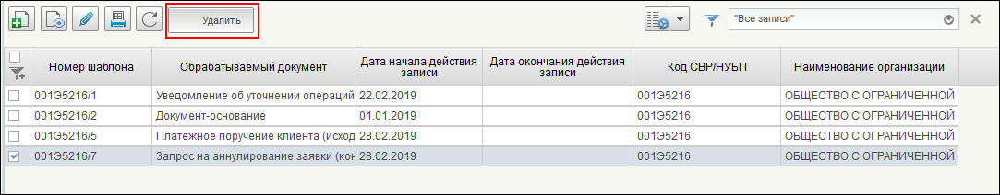 Удалить
"Все записи"
Номер шаблона Обрабатываемый документ Дата начала действия записи Дата окончания действия записи Код СВР/НУБП Наименование организации
001Э5216/1 Уведомление об уточнении операций 22.02.2019 001Э5216 ОБЩЕСТВО С ОГРАНИЧЕННОЙ
001Э5216/2 Документ-основание 01.01.2019 001Э5216 ОБЩЕСТВО С ОГРАНИЧЕННОЙ
001Э5216/5 Платежное поручение клиента (исход 28.02.2019 001Э5216 ОБЩЕСТВО С ОГРАНИЧЕННОЙ
001Э5216/7 Запрос на аннулирование заявки (кон 28.02.2019 001Э5216 ОБЩЕСТВО С ОГРАНИЧЕННОЙ